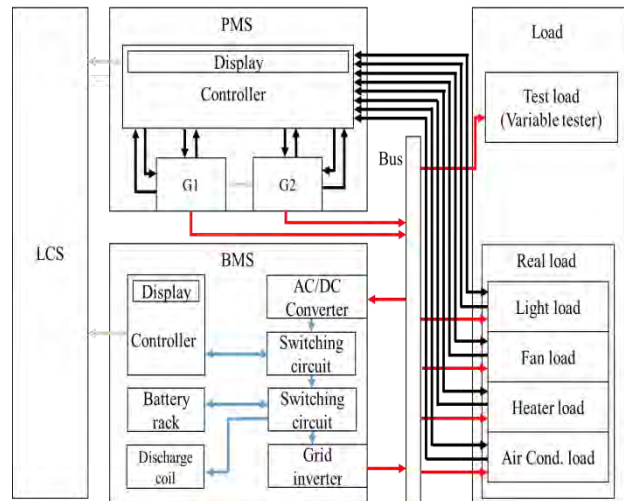 PMS
Display
Controller
G1
G2
LCS
BMS
Display
Controller
AC/DC
Converter
Switching
circuit
Battery
rack
Switching
circuit
Discharge
coil
Grid
inverter
Bus
Load
Test load
(Variable tester)
Real load
Light load
Fan load
Heater load
Air Cond. load